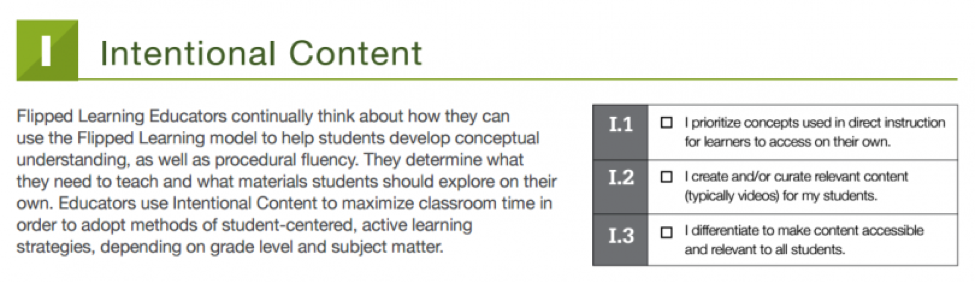 I Intentional Content
Flipped Learning Educators continually think about how they can
use the Flipped Learning model to help students develop conceptual
understanding, as well as procedural fluency. They determine what
they need to teach and what materials students should explore on their
own. Educators use Intentional Content to maximize classroom time in
order to adopt methods of student-centered, active learning
strategies, depending on grade level and subject matter.
I.1 I prioritize concepts used in direct instruction
for learners to access on their own.
I.2 I create and/or curate relevant content
(typically videos) for my students.
I.3 I differentiate to make content accessible
and relevant to all students.